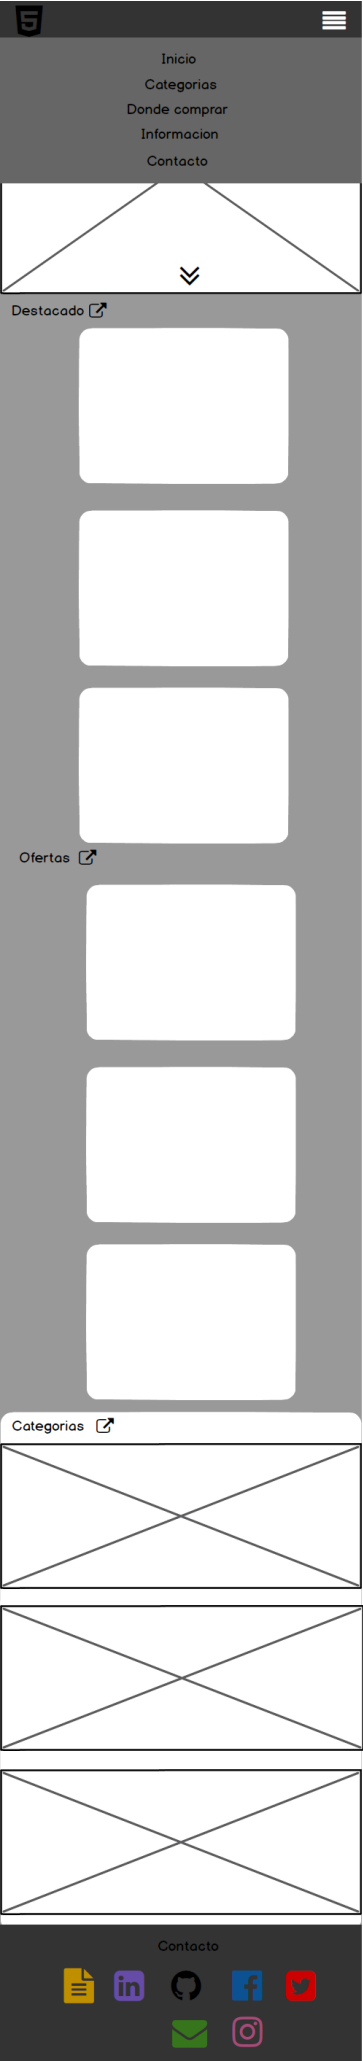 Inicio
Categorias
Donde comprar
Informacion
Contacto
Destacado
Ofertas
Categorias
Contacto